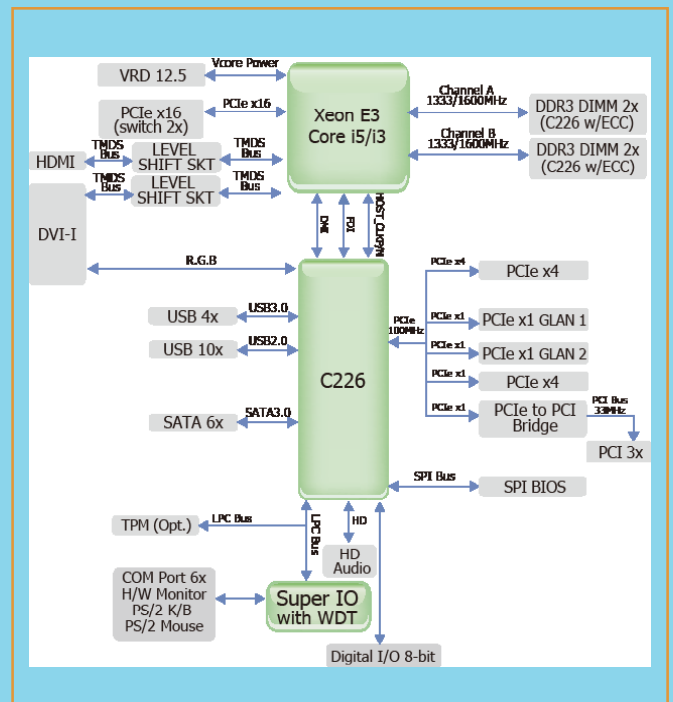 Vcore Power
VRD 12.5
PCIe x16
(switch 2x)
PCIe x16
Xeon E3
Core i5/i3
Channel A
1333/1600MHz
DDR3 DIMM 2x
(C226 w/ECC)
Channel B
1333/1600MHz
DDR3 DIMM 2x
(C226 w/ECC)
HDMI
TMDS
Bus
LEVEL
SHIFT SKT
TMDS
Bus
TMDS
Bus
LEVEL
SHIFT SKT
TMDS
Bus
DVI-I
R.G.B
DMI
FDI
HOST_CLKP/N
USB 4x
USB3.0
USB 10x
USB2.0
SATA 6x
SATA3.0
C226
PCIe
100MHz
PCIe x4
PCIe x4
PCIe x1
PCIe x1 GLAN 1
PCIe x1
PCIe x1 GLAN 2
PCIe x1
PCIe x4
PCIe x1
PCIe to PCI
Bridge
PCI Bus
33MHz
PCI 3x
SPI Bus
SPI BIOS
TPM (Opt.)
LPC Bus
LPC Bus
HD
HD
Audio
COM Port 6x
H/W Monitor
PS/2 K/B
PS/2 Mouse
Super IO
with WDT
Digital I/O 8-bit